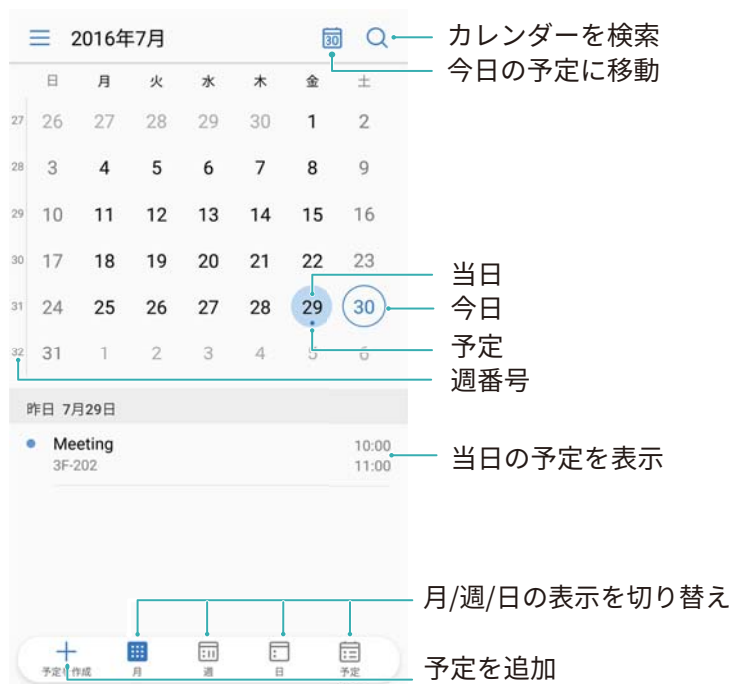 2016年7月
30
カレンダーを検索
今日の予定に移動
日 月 火 水 木 金 土
27 26 27 28 29 30 1 2
28 3 4 5 6 7 8 9
29 10 11 12 13 14 15 16
30 17 18 19 20 21 22 23
当日
31 24 25 26 27 28 29 30
今日
予定
32 31 1 2 3 4 5 6
週番号
昨日 7月29日
Meeting 10:00
3F-202 11:00
当日の予定を表示
月/週/日の表示を切り替え
予定を作成 月 週 日 予定
予定を追加